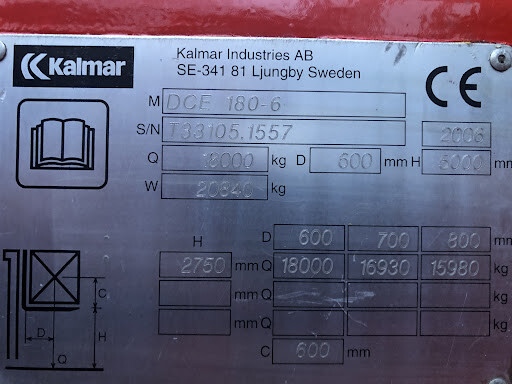 Kalmar
Kalmar Industries AB
SE-341 81 Ljungby Sweden
CE
M DCE 180-6
S/N T33105.1557 2006
Q 18000 kg D 600 mm H 5000 mm
W 20840 kg
H D 600 700 800 mm
2750 mm Q 18000 16930 15980 kg
mm Q kg
mm Q kg
C 600 mm
C
D H
Q